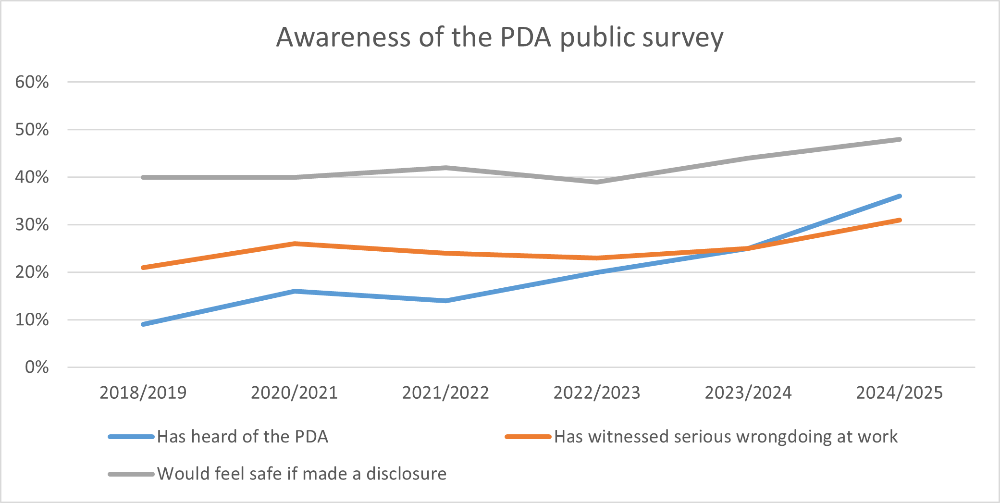 Awareness of the PDA public survey
60%
50%
40%
30%
20%
10%
0%
2018/2019 2020/2021 2021/2022 2022/2023 2023/2024 2024/2025
Has heard of the PDA Has witnessed serious wrongdoing at work
Would feel safe if made a disclosure